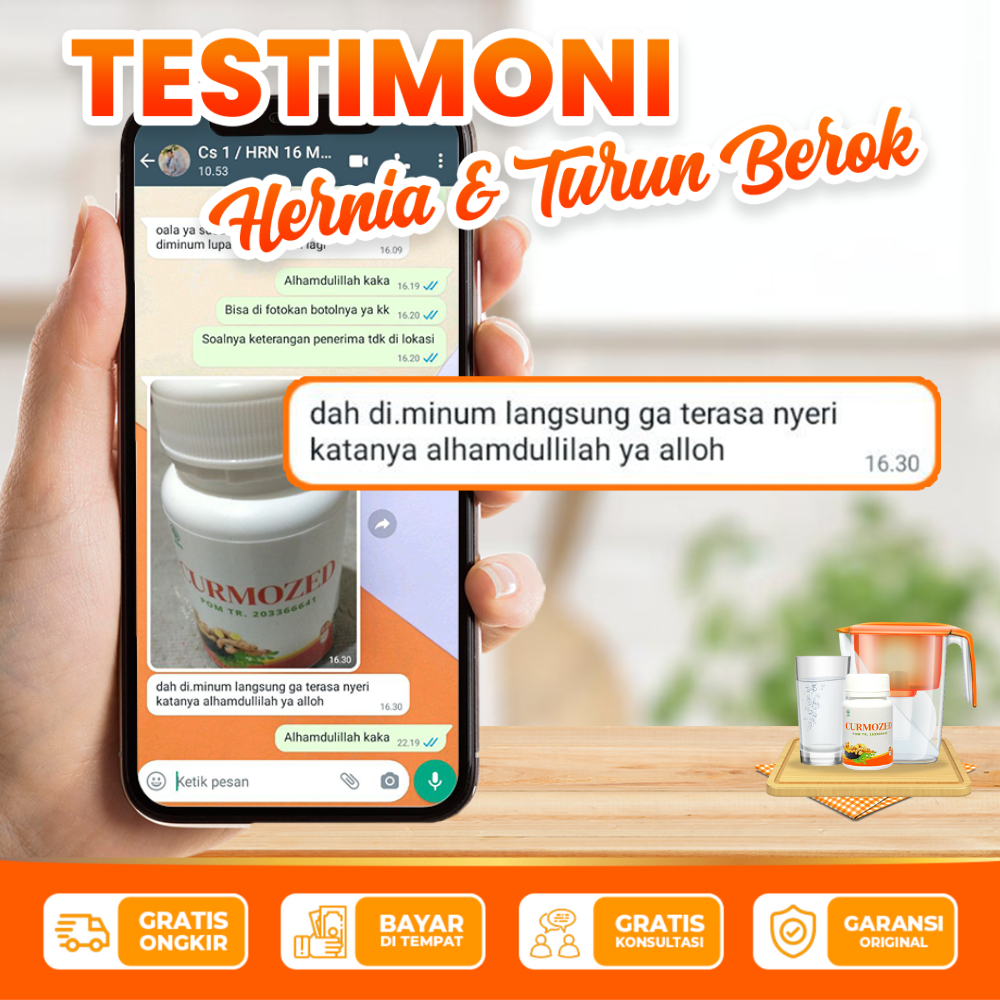 TESTIMONI
Hernia & Turun Berok
Cs 1 / HRN 16 M...
10.53
oala ya
diminum lupa lagi
16.09
Alhamdulillah kaka 16.19
Bisa di fotokan botolnya ya kk 16.20
Soalnya keterangan penerima tdk di lokasi
16.20
dah di.minum langsung ga terasa nyeri
katanya alhamdullilah ya alloh
16.30
CURMOZED
POM TR. 203366641
16.30
dah di.minum langsung ga terasa nyeri
katanya alhamdullilah ya alloh
16.30
Alhamdulillah kaka 22.19
Ketik pesan
CURMOZED
POM TR. 203366641
GRATIS
ONGKIR
BAYAR
DI TEMPAT
GRATIS
KONSULTASI
GARANSI
ORIGINAL